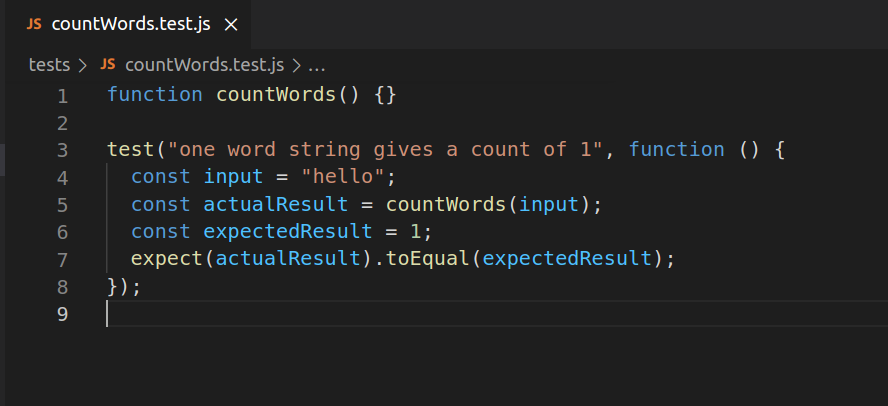 JS countWords.test.js ×
tests > JS countWords.test.js > ...
1 function countWords() {}
2
3 test("one word string gives a count of 1", function () {
4   const input = "hello";
5   const actualResult = countWords(input);
6   const expectedResult = 1;
7   expect(actualResult).toEqual(expectedResult);
8 });
9